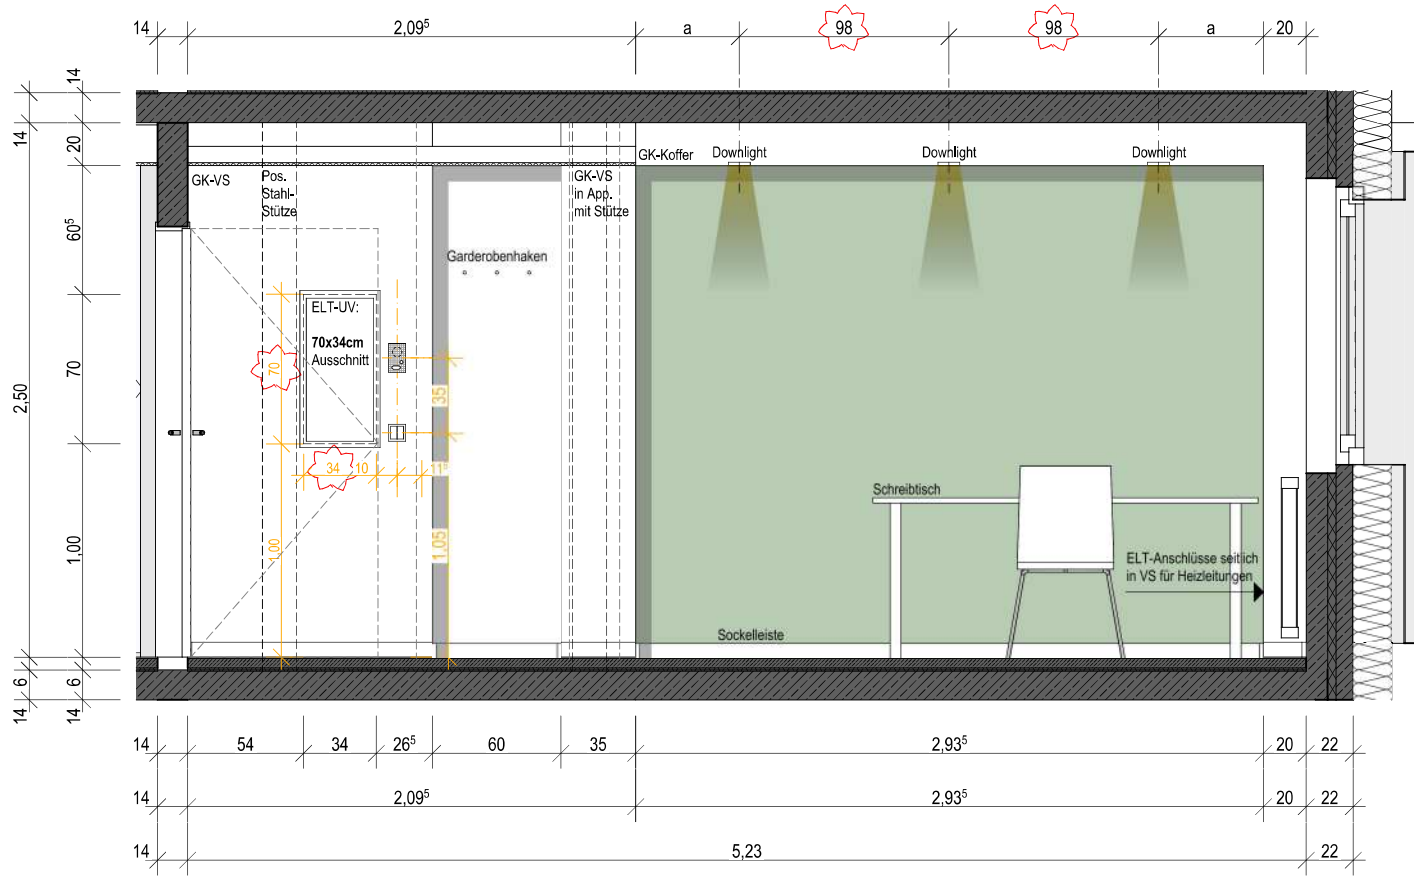 14
2,09⁵
a
98
98
a
20
14
14
20
60⁵
70
2,50
1,00
6
6
14
14
GK-VS
Pos.
Stahl-
Stütze
GK-VS
in App.
mit Stütze
GK-Koffer
Downlight
Downlight
Downlight
Garderobenhaken
ELT-UV:
70x34cm
Ausschnitt
70
35
34
10
11⁵
1,00
1,05
Schreibtisch
ELT-Anschlüsse seitlich
in VS für Heizleitungen
Sockelleiste
14
54
34
26⁵
60
35
2,93⁵
20
22
14
2,09⁵
2,93⁵
20
22
14
5,23
22